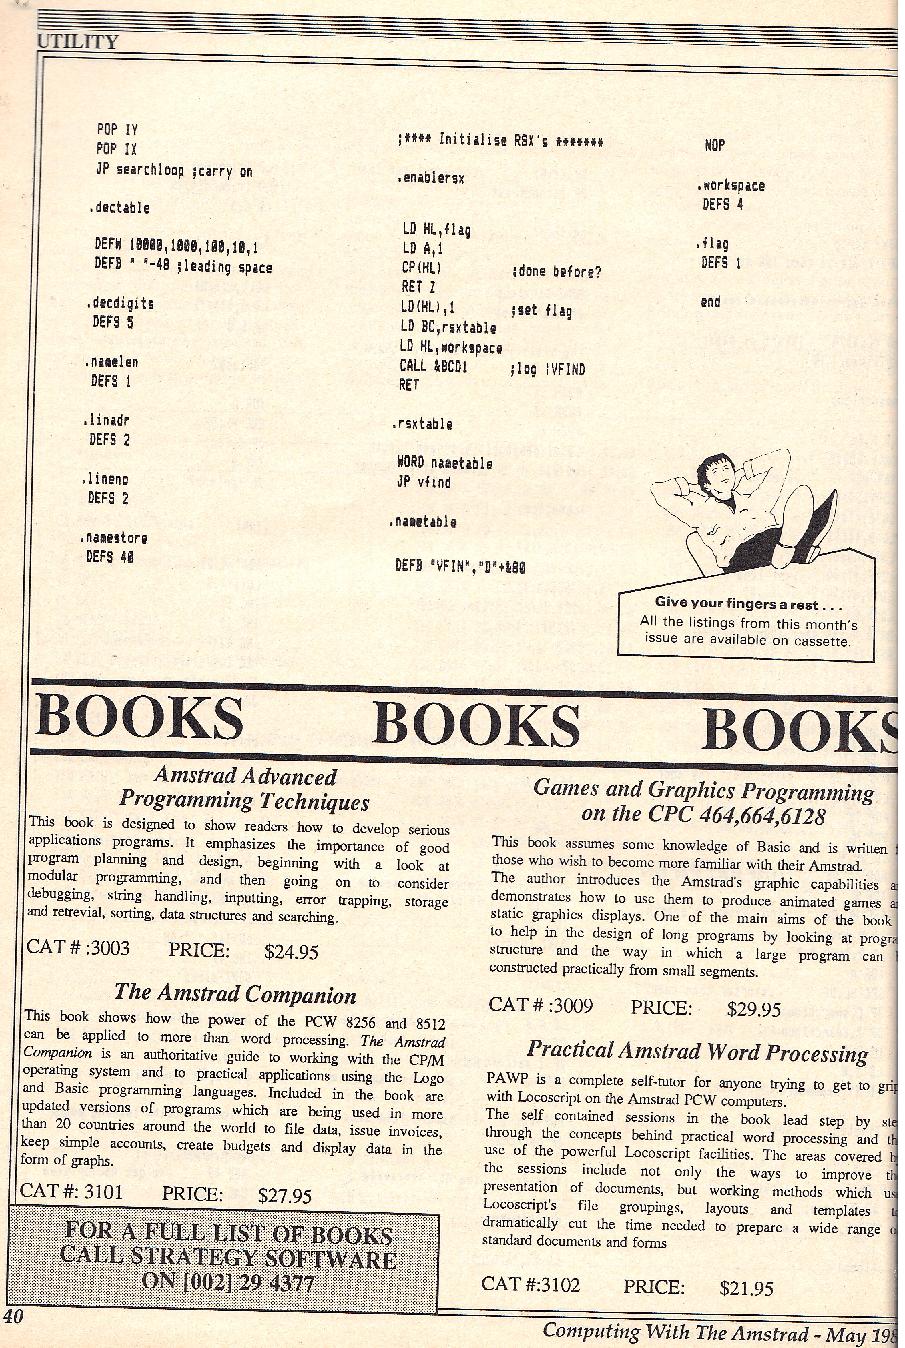 UTILITY
POP IY
POP IX
JP searchloop ;carry on
.dectable
DEFW 10000,1000,100,10,1
DEFB " "-48 ;leading space
.decdigits
DEFS 5
.namelen
DEFS 1
.linadr
DEFS 2
.lineno
DEFS 2
.namestore
DEFS 40
;**** Initialise RSX's *******
.enablersx
LD HL,flag
LD A,1
CP(HL) ;done before?
RET Z
LD(HL),1 ;set flag
LD BC,rsxtable
LD HL,workspace
CALL &BCD1 ;log |VFIND
RET
.rsxtable
WORD nametable
JP vfind
.nametable
DEFB "VFIN","D"+&80
NOP
.workspace
DEFS 4
.flag
DEFS 1
end
Give your fingers a rest . . .
All the listings from this month's
issue are available on cassette.
BOOKS BOOKS BOOKS
Amstrad Advanced
Programming Techniques
This book is designed to show readers how to develop serious
applications programs. It emphasizes the importance of good
program planning and design, beginning with a look at
modular programming, and then going on to consider
debugging, string handling, inputting, error trapping, storage
and retrevial, sorting, data structures and searching.
CAT # :3003 PRICE: $24.95
The Amstrad Companion
This book shows how the power of the PCW 8256 and 8512
can be applied to more than word processing. The Amstrad
Companion is an authoritative guide to working with the CP/M
operating system and to practical applications using the Logo
and Basic programming languages. Included in the book are
updated versions of programs which are being used in more
than 20 countries around the world to file data, issue invoices,
keep simple accounts, create budgets and display data in the
form of graphs.
CAT #: 3101 PRICE: $27.95
FOR A FULL LIST OF BOOKS
CALL STRATEGY SOFTWARE
ON [002] 29 4377
Games and Graphics Programming
on the CPC 464,664,6128
This book assumes some knowledge of Basic and is written
those who wish to become more familiar with their Amstrad.
The author introduces the Amstrad's graphic capabilities a
demonstrates how to use them to produce animated games a
static graphics displays. One of the main aims of the book
to help in the design of long programs by looking at progra
structure and the way in which a large program can
constructed practically from small segments.
CAT # :3009 PRICE: $29.95
Practical Amstrad Word Processing
PAWP is a complete self-tutor for anyone trying to get to grip
with Locoscript on the Amstrad PCW computers.
The self contained sessions in the book lead step by ste
through the concepts behind practical word processing and th
use of the powerful Locoscript facilities. The areas covered b
the sessions include not only the ways to improve th
presentation of documents, but working methods which us
Locoscript's file groupings, layouts and templates t
dramatically cut the time needed to prepare a wide range o
standard documents and forms
CAT #:3102 PRICE: $21.95
40
Computing With The Amstrad - May 198